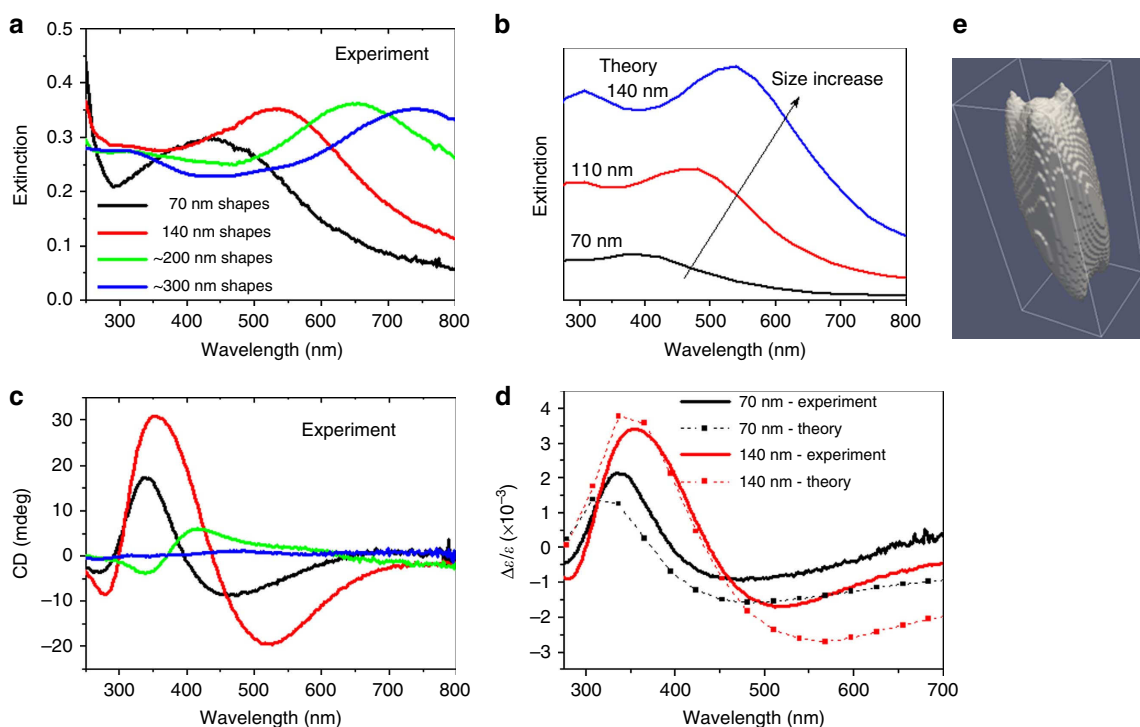 a
0.5
0.4
0.3
0.2
0.1
0.0
Extinction
Experiment
70 nm shapes
140 nm shapes
~200 nm shapes
~300 nm shapes
300 400 500 600 700 800
Wavelength (nm)
b
Extinction
Theory
140 nm
Size increase
110 nm
70 nm
300 400 500 600 700 800
Wavelength (nm)
e
c
30
20
10
0
–10
–20
CD (mdeg)
Experiment
300 400 500 600 700 800
Wavelength (nm)
d
4
3
2
1
0
–1
–2
–3
Δε/ε (×10⁻³)
70 nm - experiment
70 nm - theory
140 nm - experiment
140 nm - theory
300 400 500 600 700
Wavelength (nm)